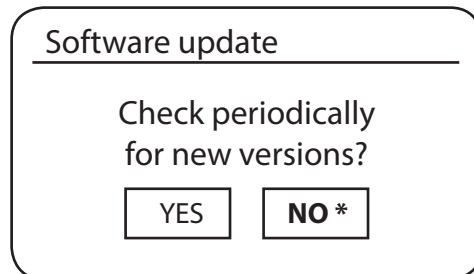 Software update
Check periodically
for new versions?
YES NO *